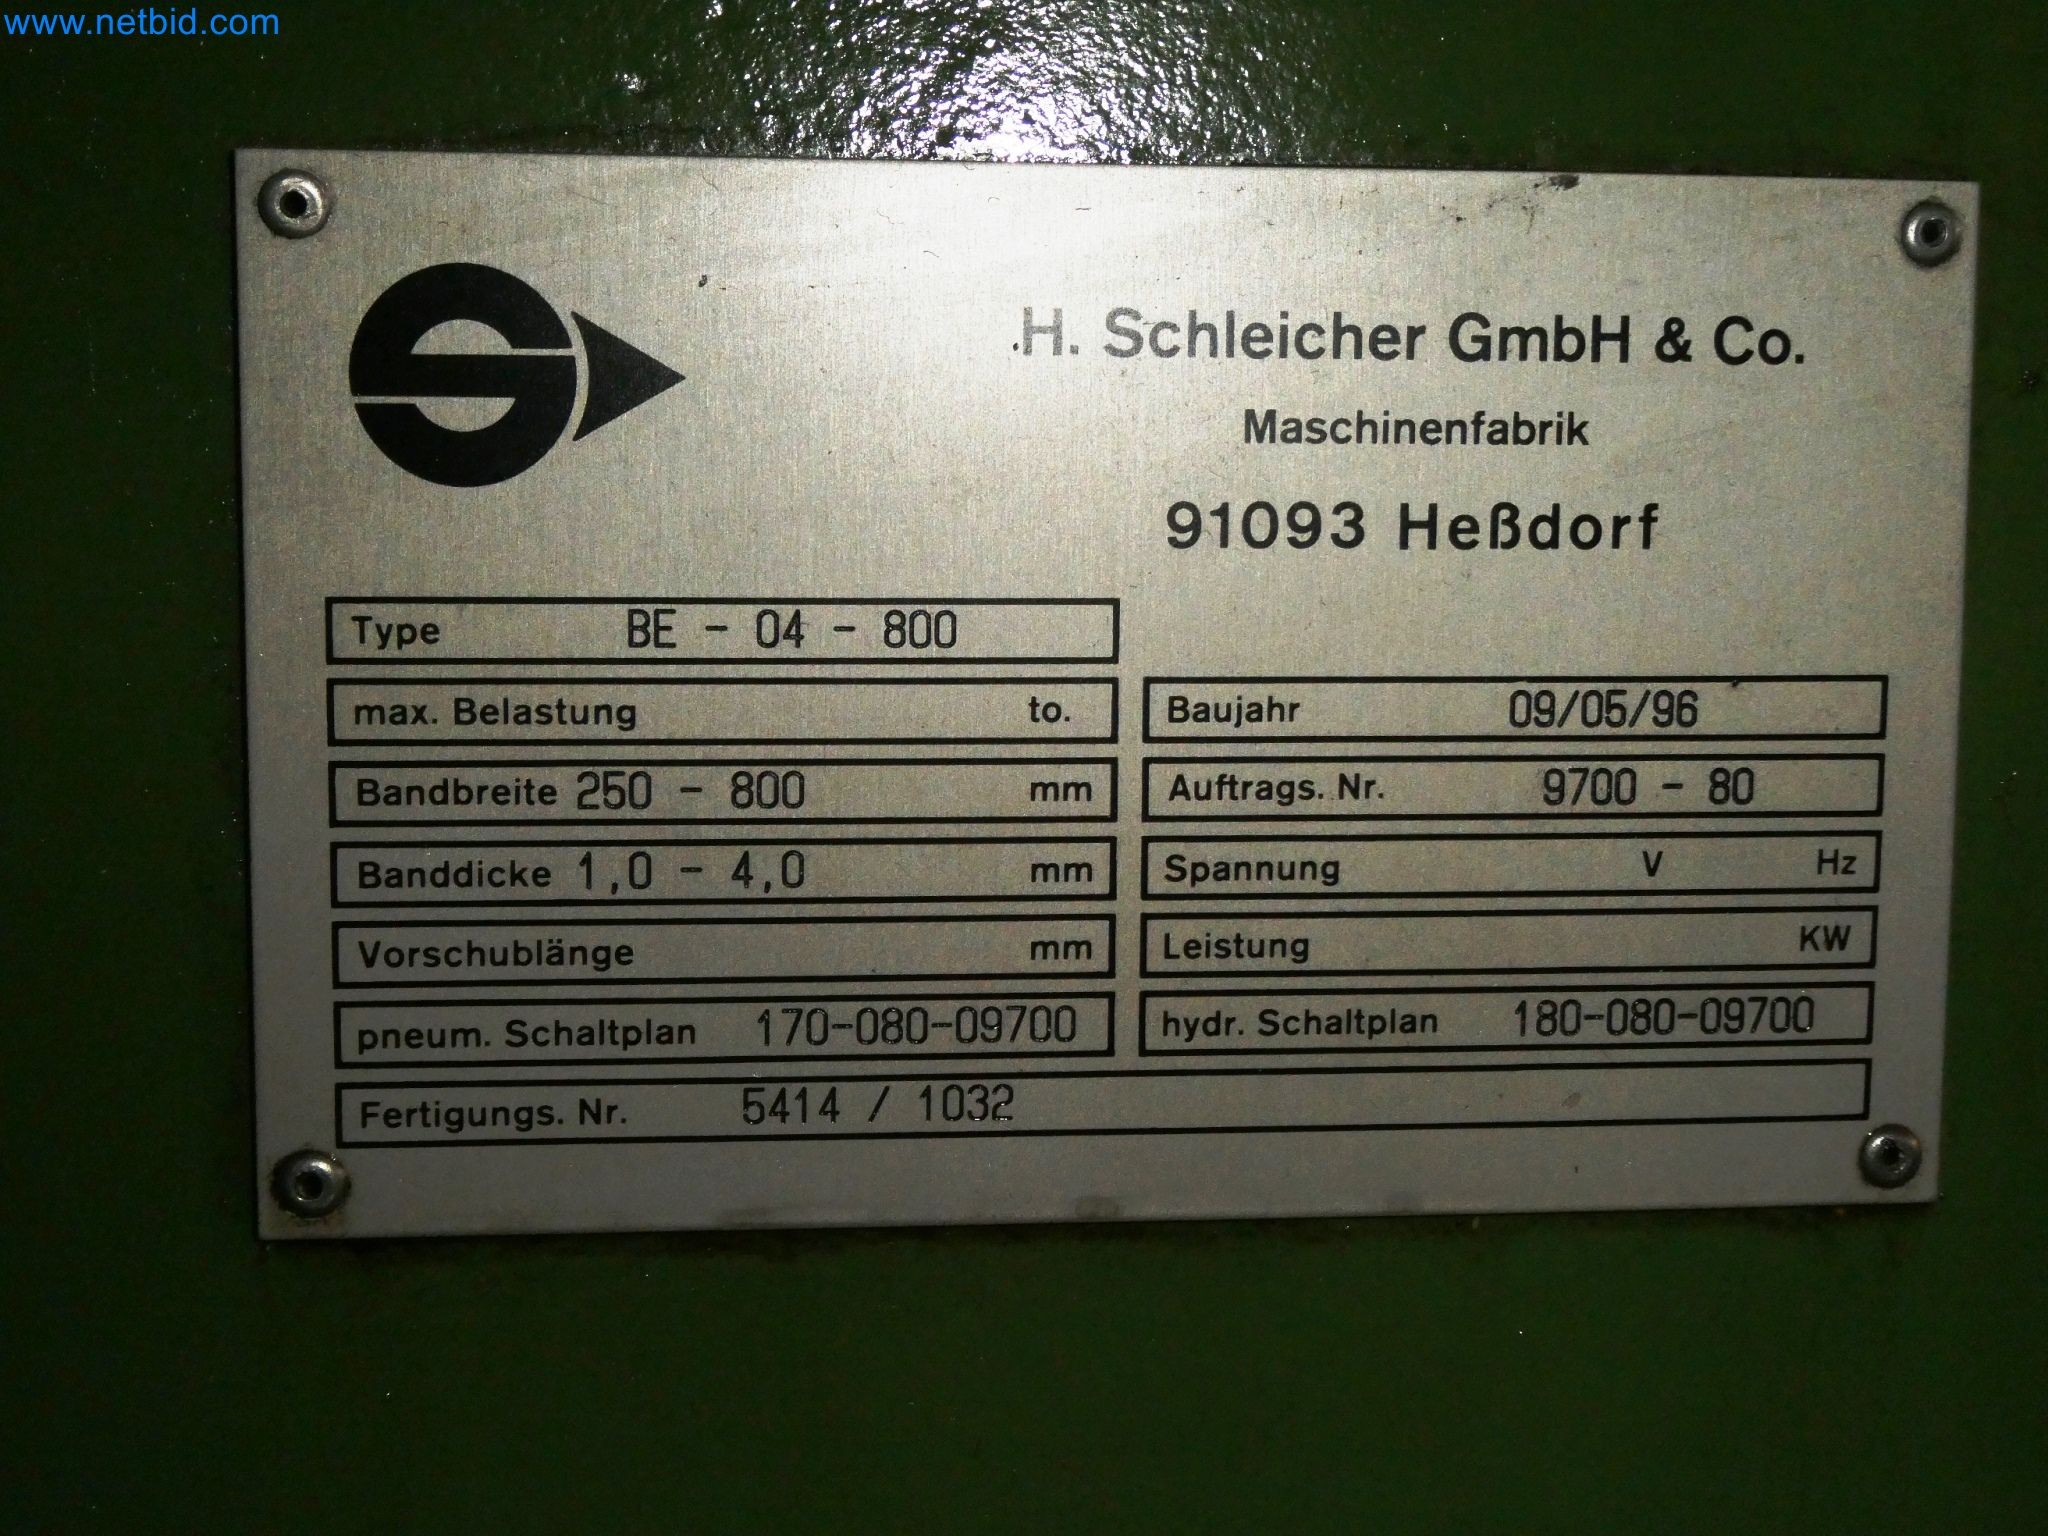 www.netbid.com
H. Schleicher GmbH & Co.
Maschinenfabrik
91093 Heßdorf
Type BE - 04 - 800
max. Belastung to.
Baujahr 09/05/96
Bandbreite 250 - 800 mm
Auftrags. Nr. 9700 - 80
Banddicke 1,0 - 4,0 mm
Spannung V Hz
Vorschublänge mm
Leistung KW
pneum. Schaltplan 170-080-09700
hydr. Schaltplan 180-080-09700
Fertigungs. Nr. 5414 / 1032